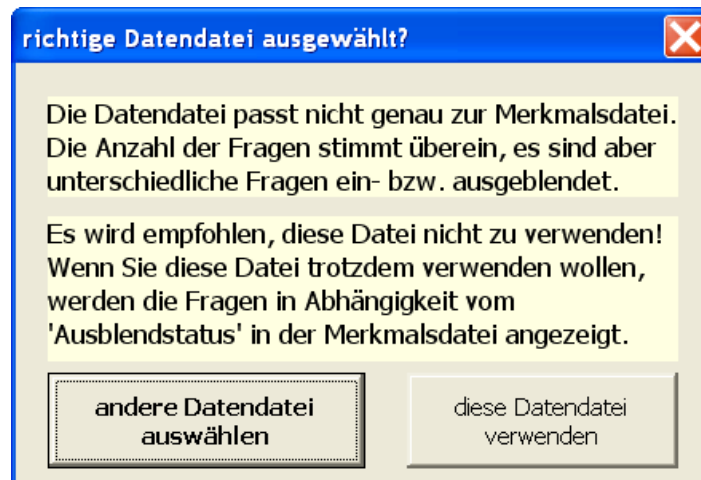 richtige Datendatei ausgewählt?
Die Datendatei passt nicht genau zur Merkmalsdatei.
Die Anzahl der Fragen stimmt überein, es sind aber
unterschiedliche Fragen ein- bzw. ausgeblendet.
Es wird empfohlen, diese Datei nicht zu verwenden!
Wenn Sie diese Datei trotzdem verwenden wollen,
werden die Fragen in Abhängigkeit vom
'Ausblendstatus' in der Merkmalsdatei angezeigt.
andere Datendatei
auswählen
diese Datendatei
verwenden